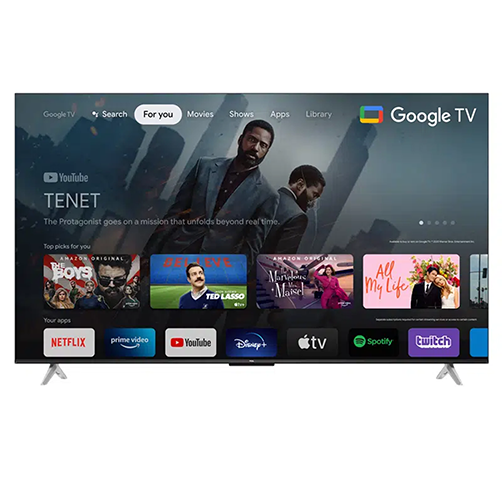 Google TV Search For you Movies Shows Apps Library
Google TV
YouTube
TENET
The Protagonist goes on a mission that unfolds beyond real time.
Top picks for you
AMAZON ORIGINAL
THE BOYS
TED LASSO
tv+
AMAZON ORIGINAL
the Marvelous Mrs. Maisel
All My Life
Your apps
NETFLIX
prime video
YouTube
Disney+
tv
Spotify
twitch